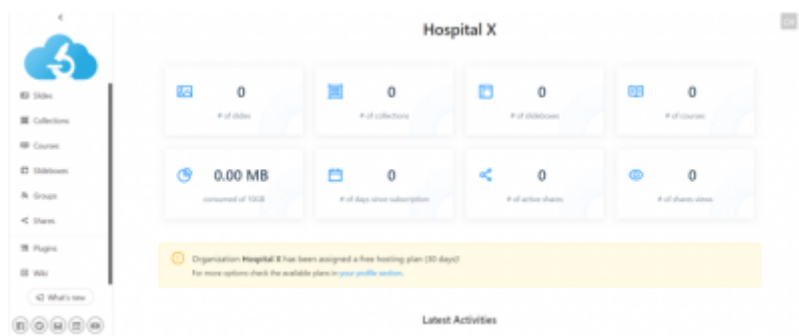 Hospital X
Slides
Collections
Courses
Slideboxes
Groups
Shares
Plugins
Wiki
What's new
0
# of slides
0
# of collections
0
# of slideboxes
0
# of courses
0.00 MB
consumed of 10GB
0
# of days since subscription
0
# of active shares
0
# of shares views
Organization Hospital X has been assigned a free hosting plan (30 days)!
For more options check the available plans in your profile section.
Latest Activities